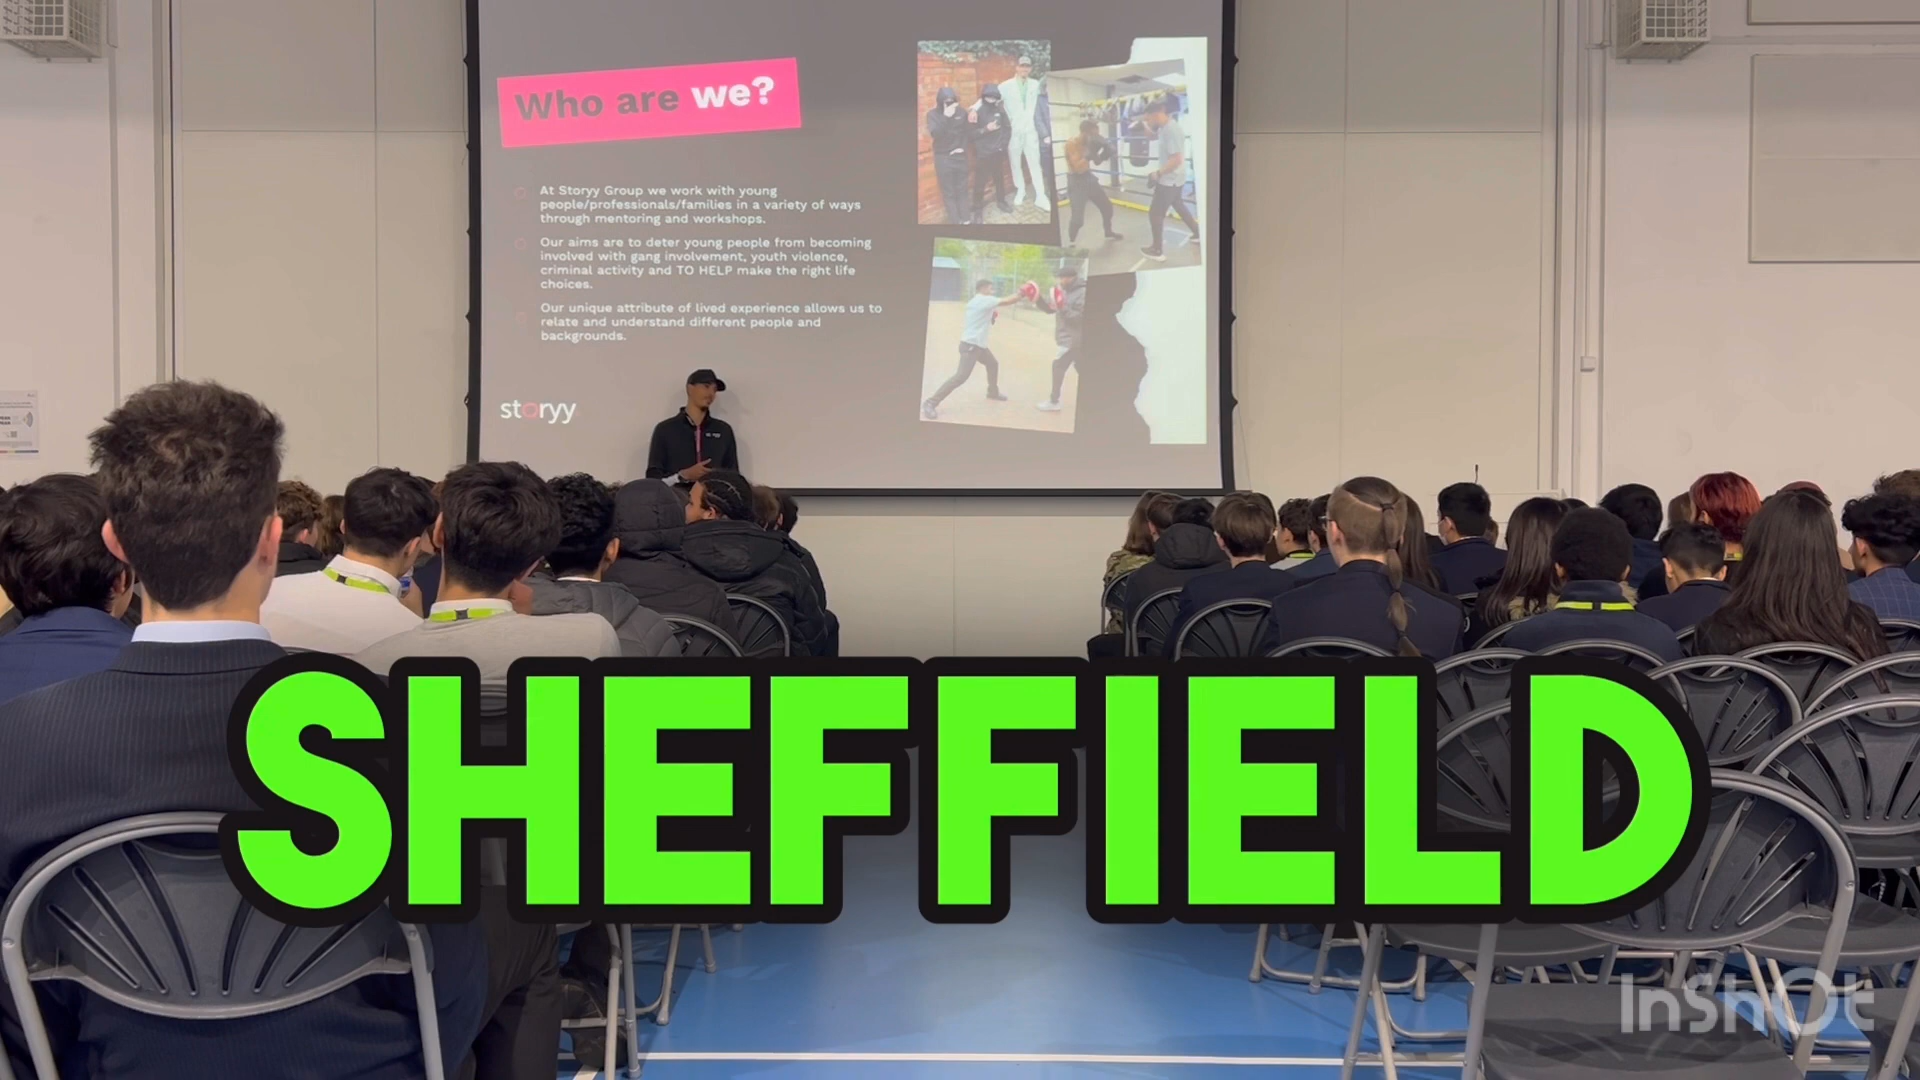 Who are we?
At Storyy Group we work with young
people/professionals/families in a variety of ways
through mentoring and workshops.
Our aims are to deter young people from becoming
involved with gang involvement, youth violence,
criminal activity and TO HELP make the right life
choices.
Our unique attribute of lived experience allows us to
relate and understand different people and
backgrounds.
storyy
SHEFFIELD
InShOt